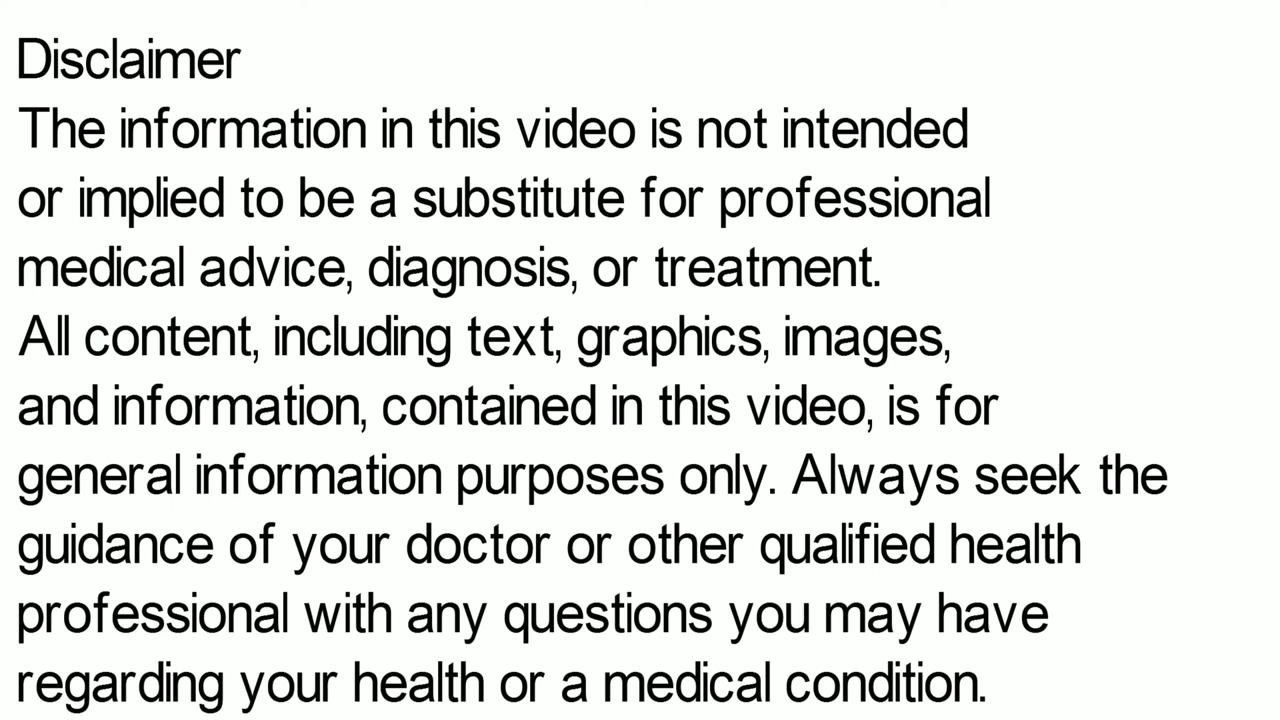 Disclaimer
The information in this video is not intended
or implied to be a substitute for professional
medical advice, diagnosis, or treatment.
All content, including text, graphics, images,
and information, contained in this video, is for
general information purposes only. Always seek the
guidance of your doctor or other qualified health
professional with any questions you may have
regarding your health or a medical condition.